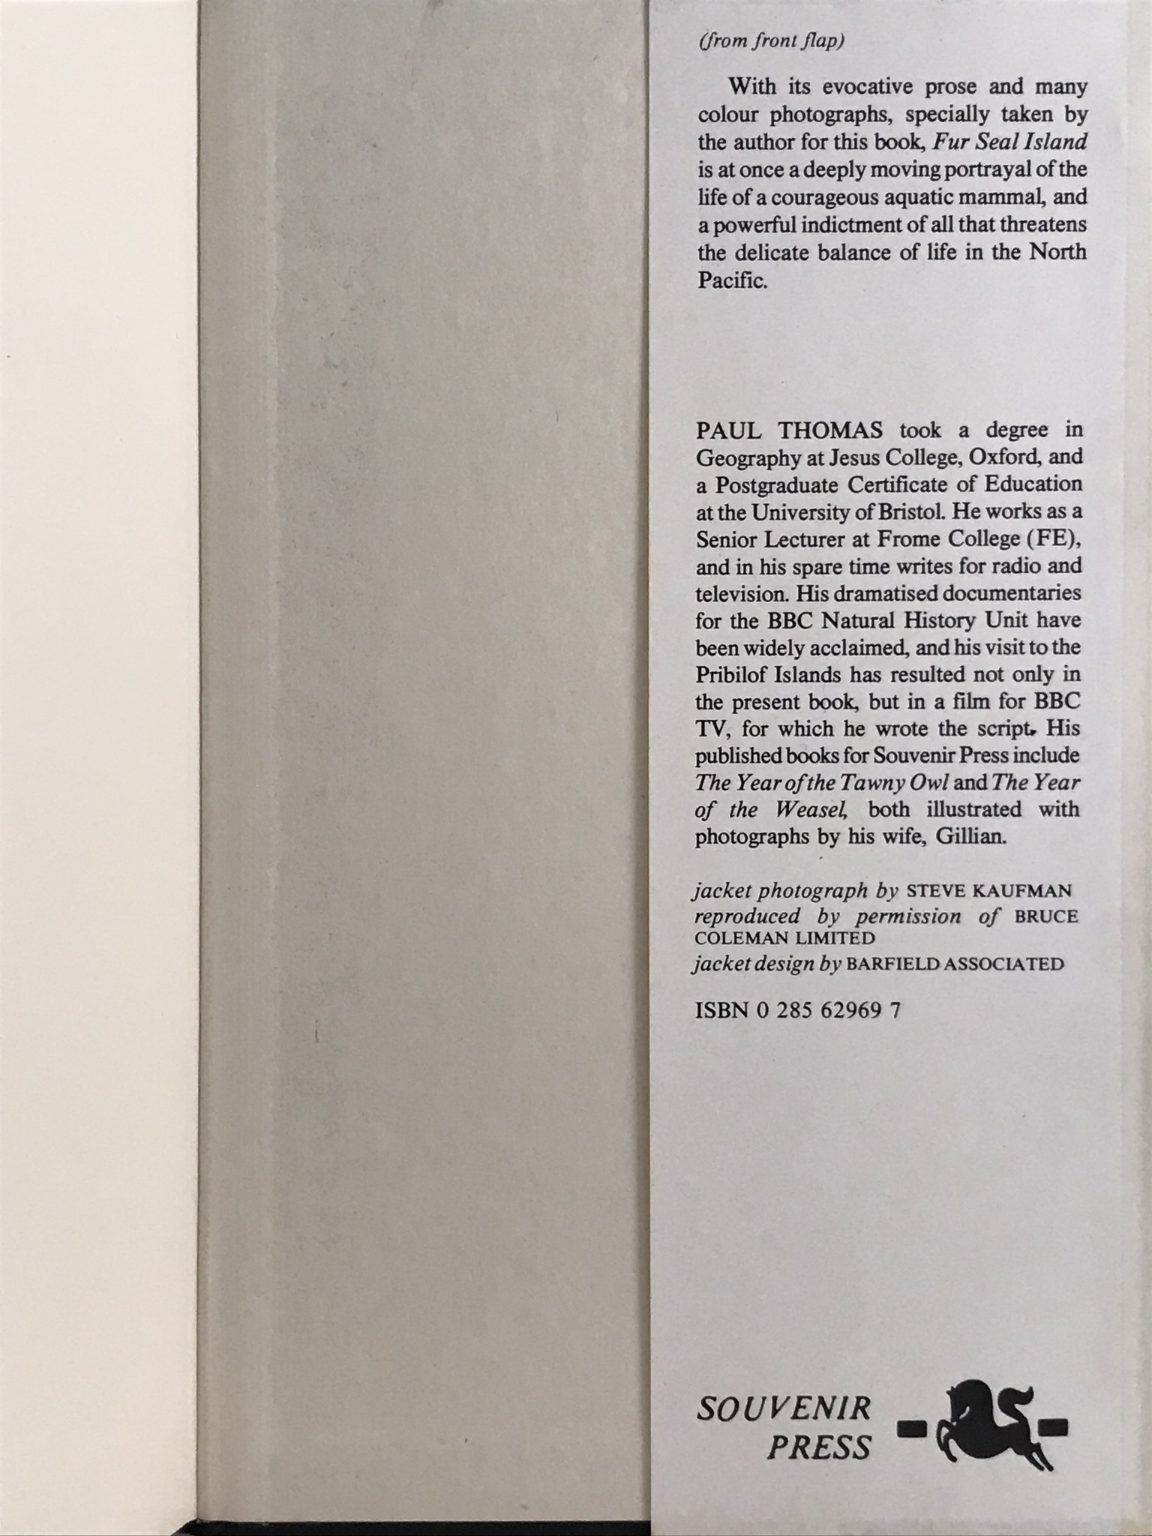 (from front flap)
With its evocative prose and many
colour photographs, specially taken by
the author for this book, Fur Seal Island
is at once a deeply moving portrayal of the
life of a courageous aquatic mammal, and
a powerful indictment of all that threatens
the delicate balance of life in the North
Pacific.
PAUL THOMAS took a degree in
Geography at Jesus College, Oxford, and
a Postgraduate Certificate of Education
at the University of Bristol. He works as a
Senior Lecturer at Frome College (FE),
and in his spare time writes for radio and
television. His dramatised documentaries
for the BBC Natural History Unit have
been widely acclaimed, and his visit to the
Pribilof Islands has resulted not only in
the present book, but in a film for BBC
TV, for which he wrote the script. His
published books for Souvenir Press include
The Year of the Tawny Owl and The Year
of the Weasel, both illustrated with
photographs by his wife, Gillian.
jacket photograph by STEVE KAUFMAN
reproduced by permission of BRUCE
COLEMAN LIMITED
jacket design by BARFIELD ASSOCIATED
ISBN 0 285 62969 7
SOUVENIR
PRESS